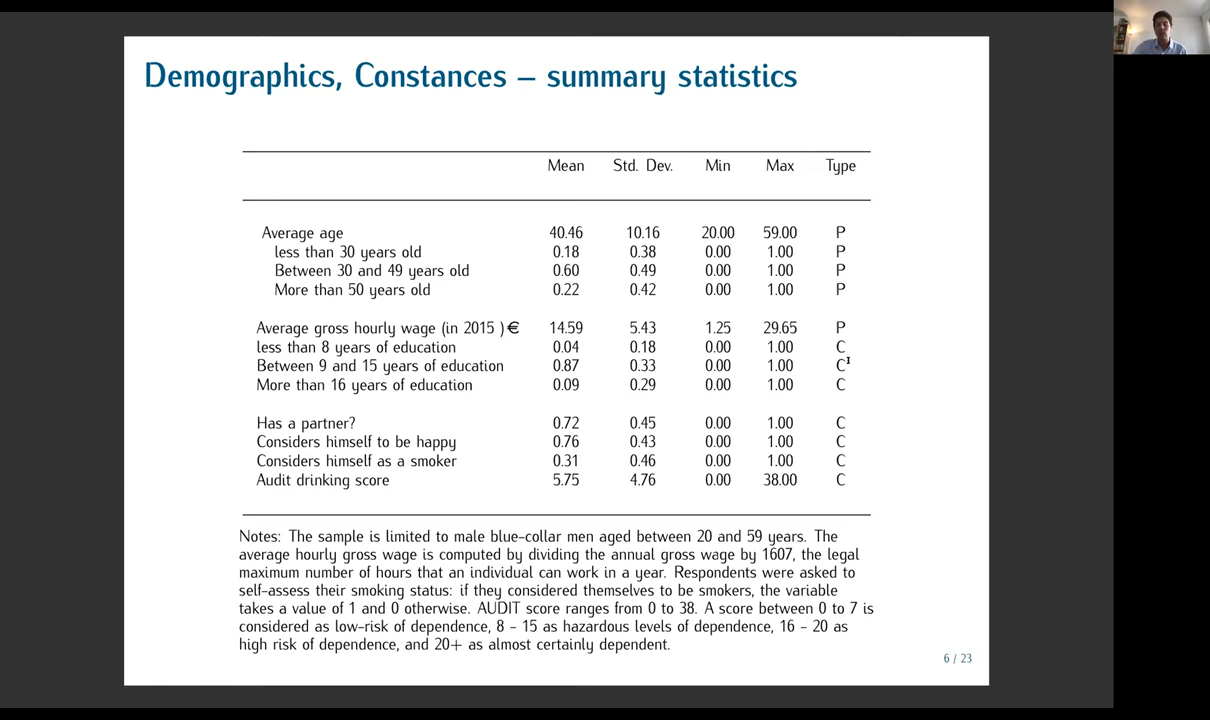 Demographics, Constances – summary statistics
Mean Std. Dev. Min Max Type
Average age 40.46 10.16 20.00 59.00 P
less than 30 years old 0.18 0.38 0.00 1.00 P
Between 30 and 49 years old 0.60 0.49 0.00 1.00 P
More than 50 years old 0.22 0.42 0.00 1.00 P
Average gross hourly wage (in 2015 )€ 14.59 5.43 1.25 29.65 P
less than 8 years of education 0.04 0.18 0.00 1.00 C
Between 9 and 15 years of education 0.87 0.33 0.00 1.00 C
More than 16 years of education 0.09 0.29 0.00 1.00 C
Has a partner? 0.72 0.45 0.00 1.00 C
Considers himself to be happy 0.76 0.43 0.00 1.00 C
Considers himself as a smoker 0.31 0.46 0.00 1.00 C
Audit drinking score 5.75 4.76 0.00 38.00 C
Notes: The sample is limited to male blue-collar men aged between 20 and 59 years. The
average hourly gross wage is computed by dividing the annual gross wage by 1607, the legal
maximum number of hours that an individual can work in a year. Respondents were asked to
self-assess their smoking status: if they considered themselves to be smokers, the variable
takes a value of 1 and 0 otherwise. AUDIT score ranges from 0 to 38. A score between 0 to 7 is
considered as low-risk of dependence, 8 - 15 as hazardous levels of dependence, 16 - 20 as
high risk of dependence, and 20+ as almost certainly dependent.
6 / 23